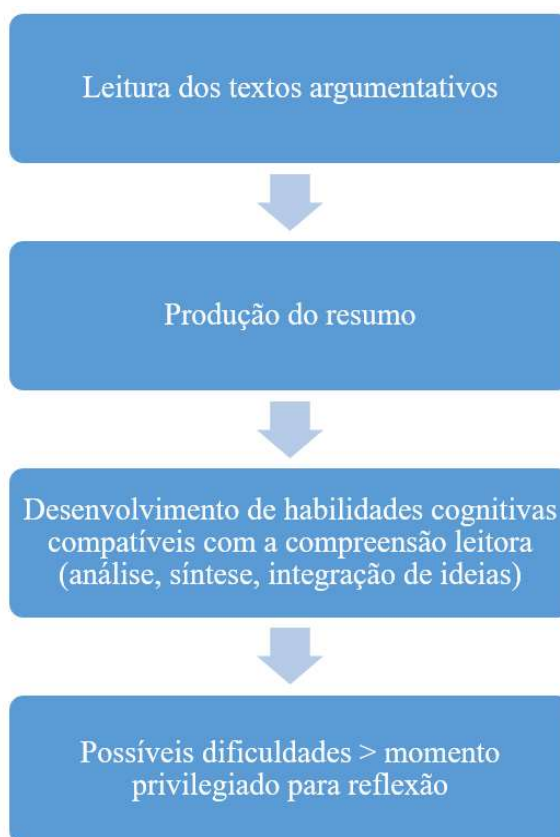 Leitura dos textos argumentativos
Produção do resumo
Desenvolvimento de habilidades cognitivas
compatíveis com a compreensão leitora
(análise, síntese, integração de ideias)
Possíveis dificuldades > momento
privilegiado para reflexão